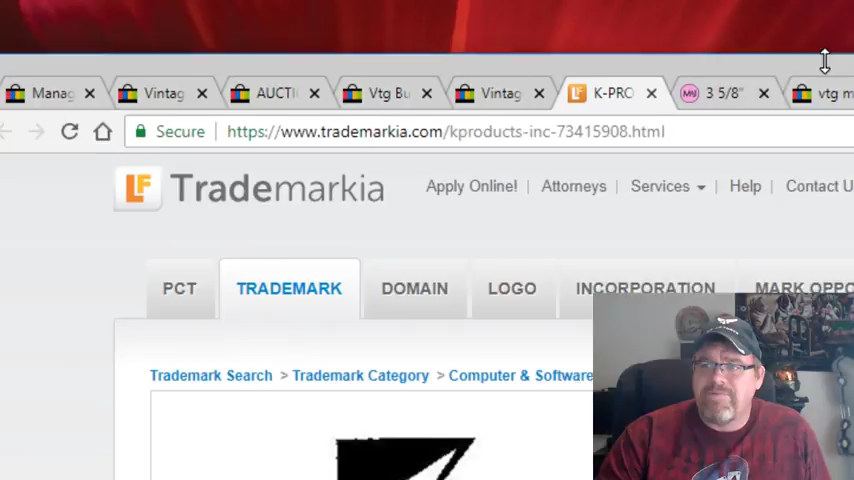 Manag Vintag AUCTI Vtg Bu Vintag K-PRO 3 5/8" vtg m
Secure https://www.trademarkia.com/kproducts-inc-73415908.html
LF Trademarkia Apply Online! Attorneys Services Help Contact U
PCT TRADEMARK DOMAIN LOGO INCORPORATION MARK OPPO
Trademark Search > Trademark Category > Computer & Software